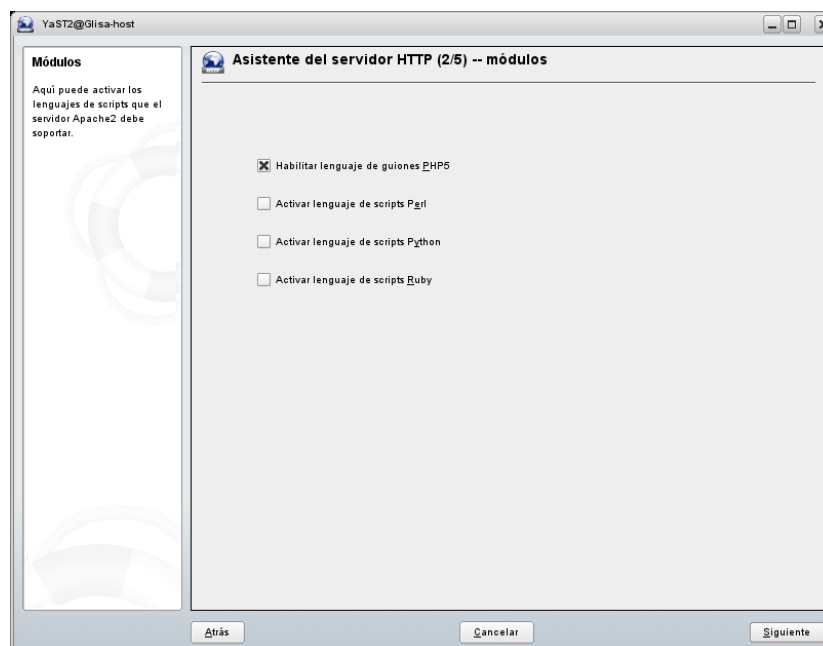 YaST2@Glisa-host
Módulos
Aquí puede activar los
lenguajes de scripts que el
servidor Apache2 debe
soportar.
Asistente del servidor HTTP (2/5) -- módulos
Habilitar lenguaje de guiones PHP5
Activar lenguaje de scripts Perl
Activar lenguaje de scripts Python
Activar lenguaje de scripts Ruby
Atrás
Cancelar
Siguiente